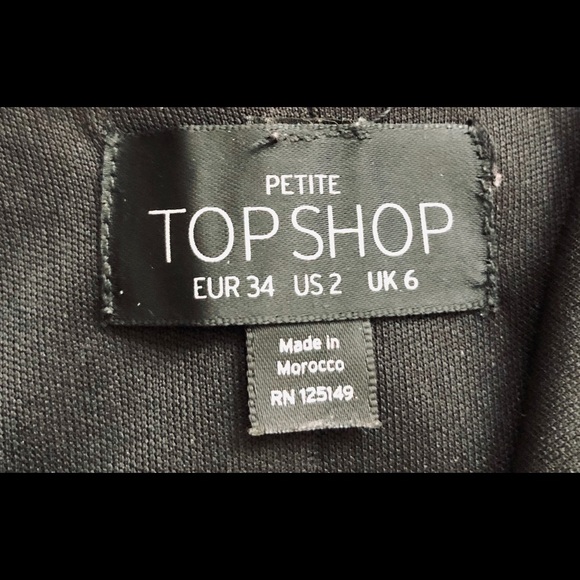 PETITE
TOPSHOP
EUR 34 US 2 UK 6
Made in
Morocco
RN 125149